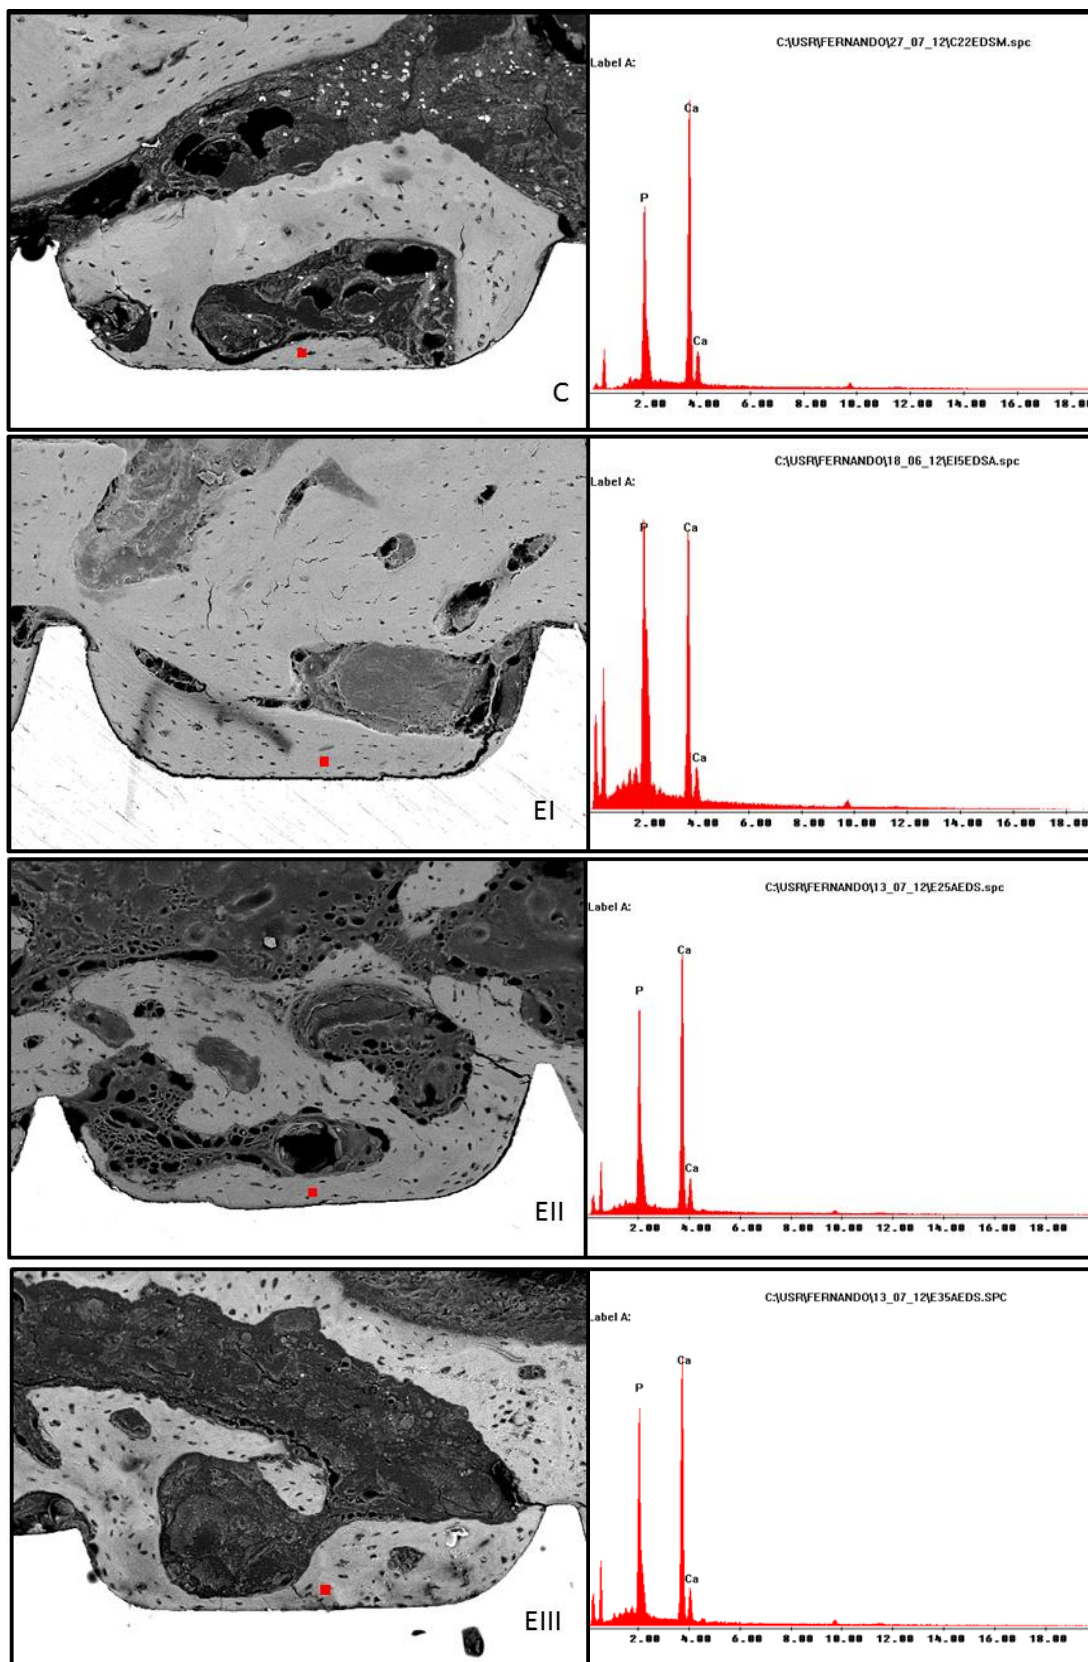 C:\USR\FERNANDO\27_07_12\C22EDSM.spc
Label A:
Ca
P
Ca
2.00 4.00 6.00 8.00 10.00 12.00 14.00 16.00 18.0
C
C:\USR\FERNANDO\18_06_12\EI5EDSA.spc
Label A:
P Ca
Ca
2.00 4.00 6.00 8.00 10.00 12.00 14.00 16.00 18.0
EI
C:\USR\FERNANDO\13_07_12\E25AEDS.spc
Label A:
Ca
P
Ca
2.00 4.00 6.00 8.00 10.00 12.00 14.00 16.00 18.00
EII
C:\USR\FERNANDO\13_07_12\E35AEDS.SPC
Label A:
Ca
P
Ca
2.00 4.00 6.00 8.00 10.00 12.00 14.00 16.00 18.00
EIII